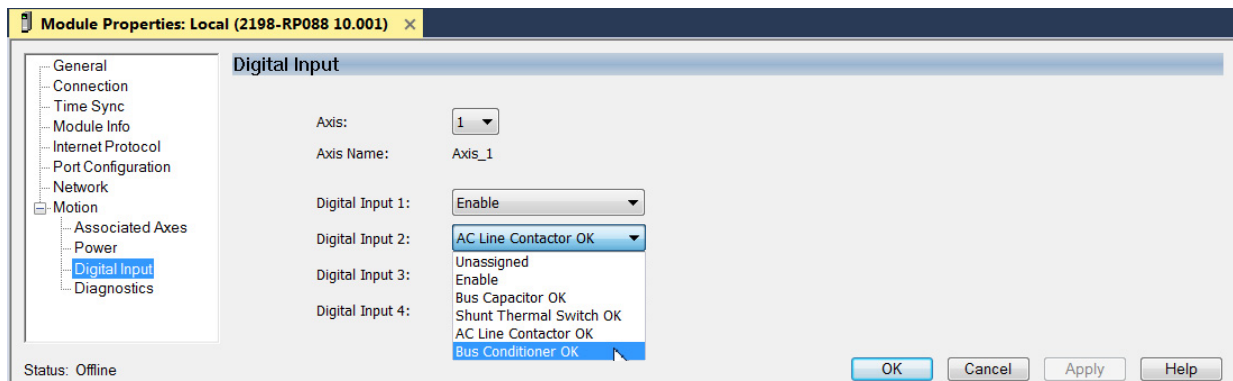 Module Properties: Local (2198-RP088 10.001) ×
General
Connection
Time Sync
Module Info
Internet Protocol
Port Configuration
Network
Motion
Associated Axes
Power
Digital Input
Diagnostics
Status: Offline
Digital Input
Axis: 1
Axis Name: Axis_1
Digital Input 1: Enable
Digital Input 2: AC Line Contactor OK
Digital Input 3:
Digital Input 4:
Unassigned
Enable
Bus Capacitor OK
Shunt Thermal Switch OK
AC Line Contactor OK
Bus Conditioner OK
OK Cancel Apply Help